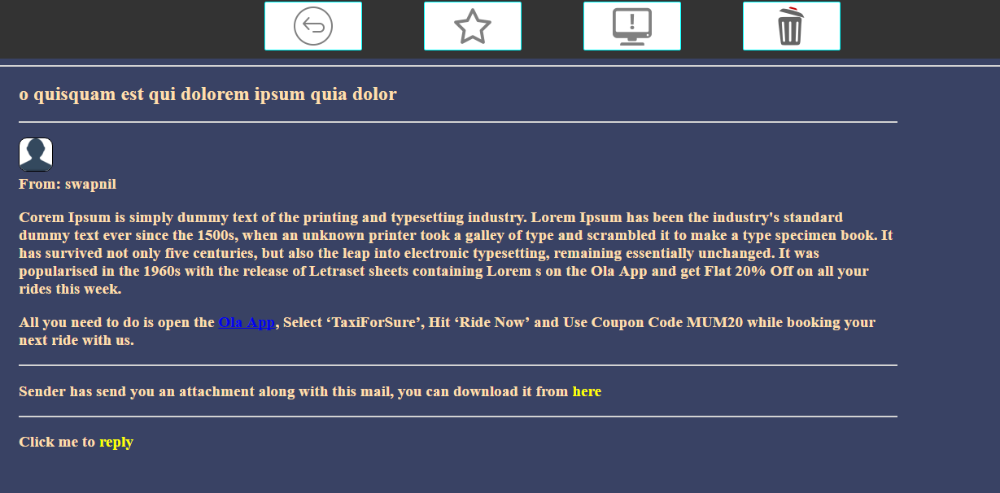 o quisquam est qui dolorem ipsum quia dolor
From: swapnil
Corem Ipsum is simply dummy text of the printing and typesetting industry. Lorem Ipsum has been the industry's standard
dummy text ever since the 1500s, when an unknown printer took a galley of type and scrambled it to make a type specimen book. It
has survived not only five centuries, but also the leap into electronic typesetting, remaining essentially unchanged. It was
popularised in the 1960s with the release of Letraset sheets containing Lorem s on the Ola App and get Flat 20% Off on all your
rides this week.
All you need to do is open the Ola App, Select ‘TaxiForSure’, Hit ‘Ride Now’ and Use Coupon Code MUM20 while booking your
next ride with us.
Sender has send you an attachment along with this mail, you can download it from here
Click me to reply